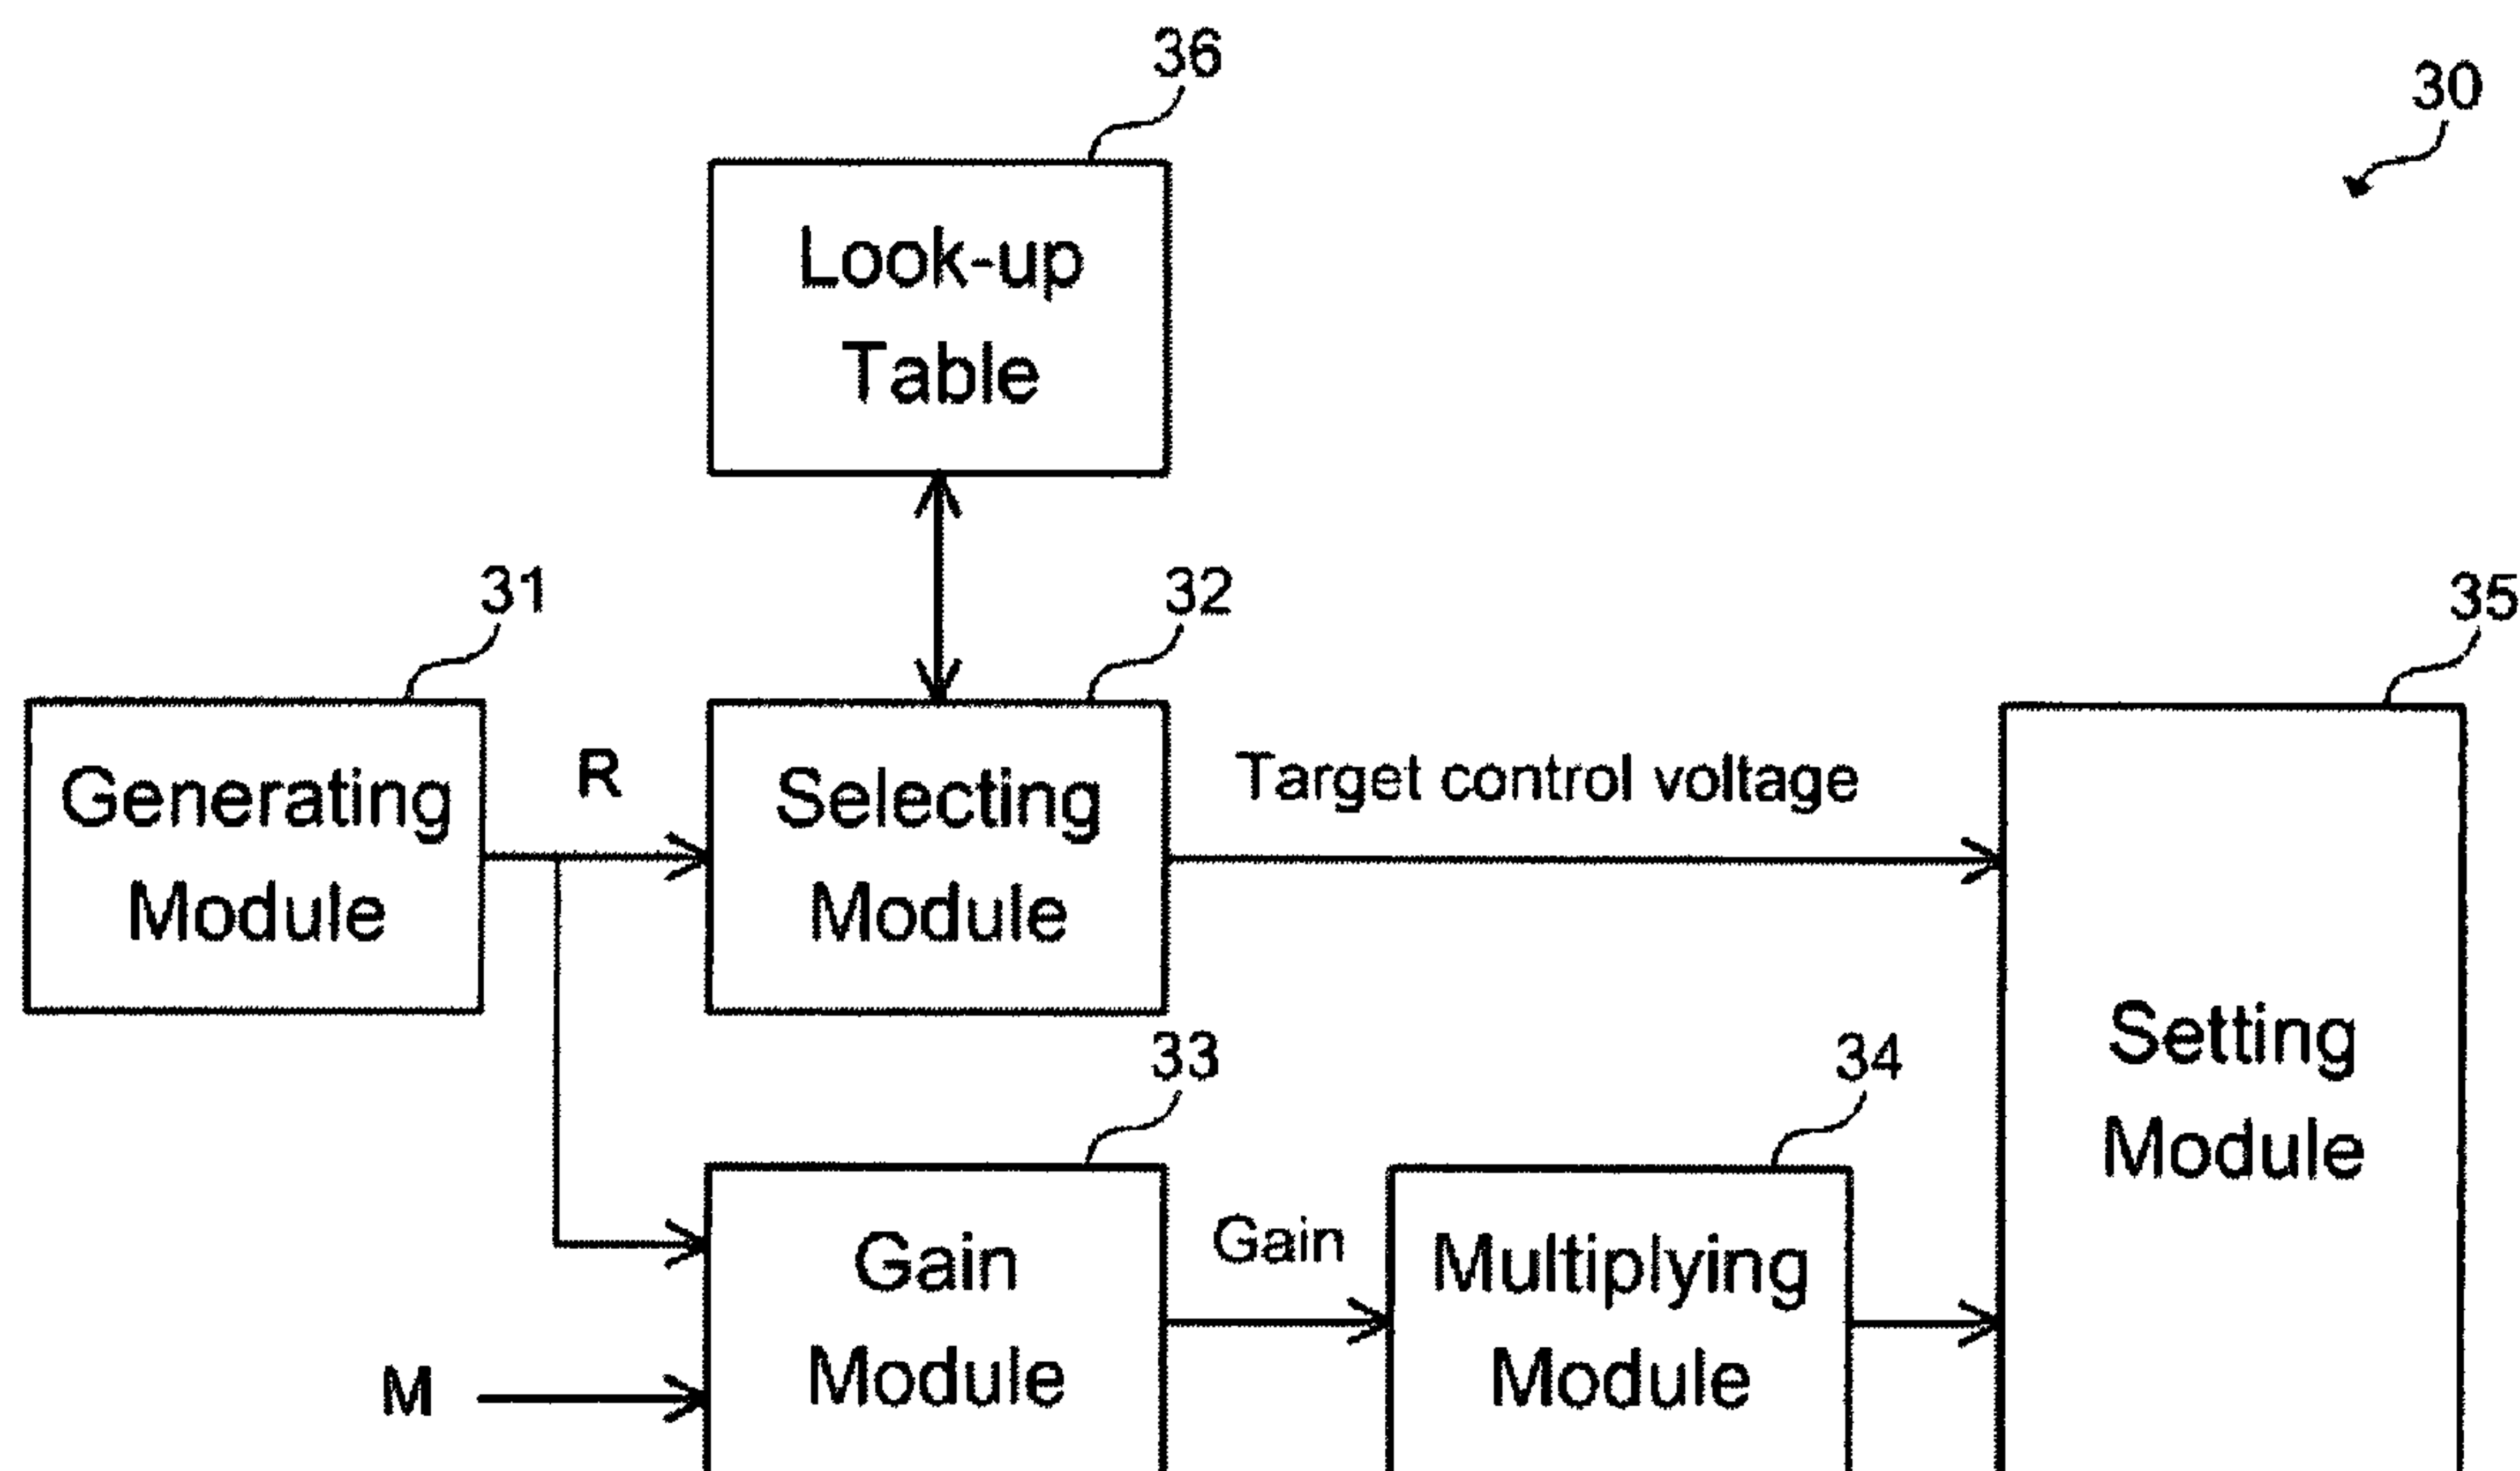 36
30
Look-up
Table
31
32
35
Generating
Module
R
Selecting
Module
Target control voltage
Setting
Module
33
34
Gain
Module
Gain
Multiplying
Module
M